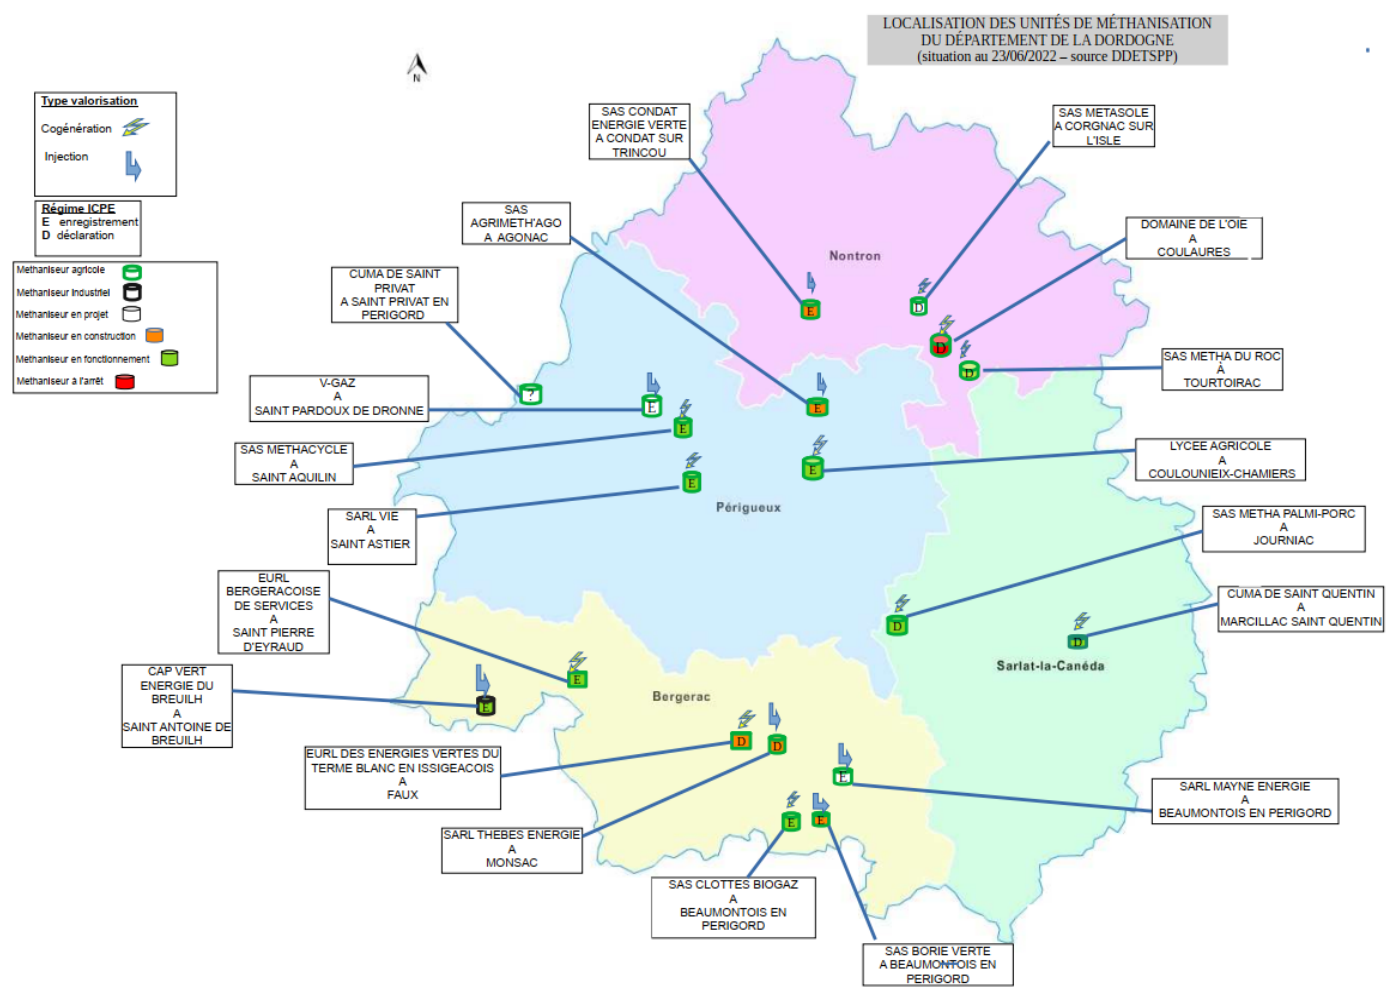 LOCALISATION DES UNITÉS DE MÉTHANISATION
DU DÉPARTEMENT DE LA DORDOGNE
(situation au 23/06/2022 – source DDETSPP)
N
Type valorisation
Cogénération
Injection
Régime ICPE
E enregistrement
D déclaration
Methaniseur agricole
Methaniseur Industriel
Methaniseur en projet
Methaniseur en construction
Methaniseur en fonctionnement
Methaniseur à l'arrêt
SAS CONDAT
ENERGIE VERTE
A CONDAT SUR
TRINCOU
SAS METASOLE
A CORGNAC SUR
L'ISLE
SAS
AGRIMETH'AGO
A AGONAC
DOMAINE DE L'OIE
A
COULAURES
CUMA DE SAINT
PRIVAT
A SAINT PRIVAT EN
PERIGORD
SAS METHA DU ROC
À
TOURTOIRAC
V-GAZ
A
SAINT PARDOUX DE DRONNE
SAS METHACYCLE
A
SAINT AQUILIN
LYCEE AGRICOLE
A
COULOUNIEIX-CHAMIERS
SARL VIE
A
SAINT ASTIER
SAS METHA PALMI-PORC
A
JOURNIAC
EURL
BERGERACOISE
DE SERVICES
A
SAINT PIERRE
D'EYRAUD
CUMA DE SAINT QUENTIN
A
MARCILLAC SAINT QUENTIN
CAP VERT
ENERGIE DU
BREUILH
A
SAINT ANTOINE DE
BREUILH
EURL DES ENERGIES VERTES DU
TERME BLANC EN ISSIGEACOIS
A
FAUX
SARL MAYNE ENERGIE
A
BEAUMONTOIS EN PERIGORD
SARL THEBES ENERGIE
A
MONSAC
SAS CLOTTES BIOGAZ
A
BEAUMONTOIS EN
PERIGORD
SAS BORIE VERTE
A BEAUMONTOIS EN
PERIGORD
Nontron
Périgueux
Sarlat-la-Canéda
Bergerac
E
D
D
D
?
E
E
E
E
E
D
D
E
E
D
D
E
E
E